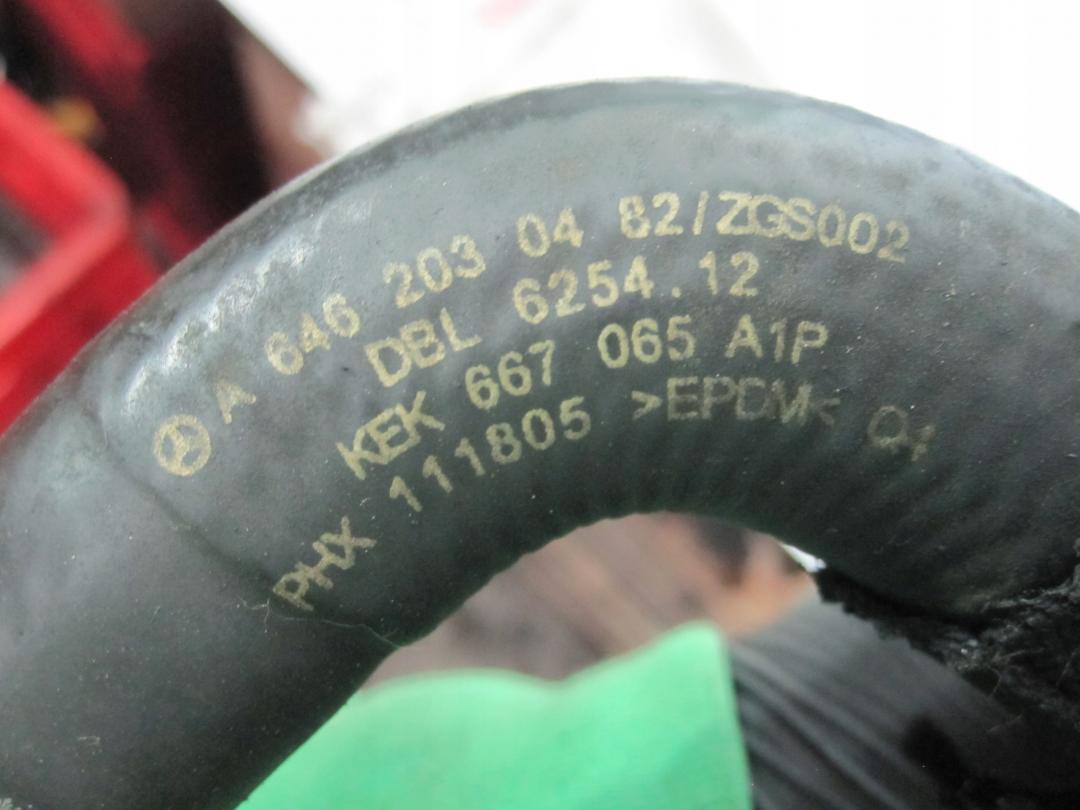 A 646 203 04 82/ZGS002
DBL 6254.12
KEK 667 065 A1P
PHX 111805 >EPDM<